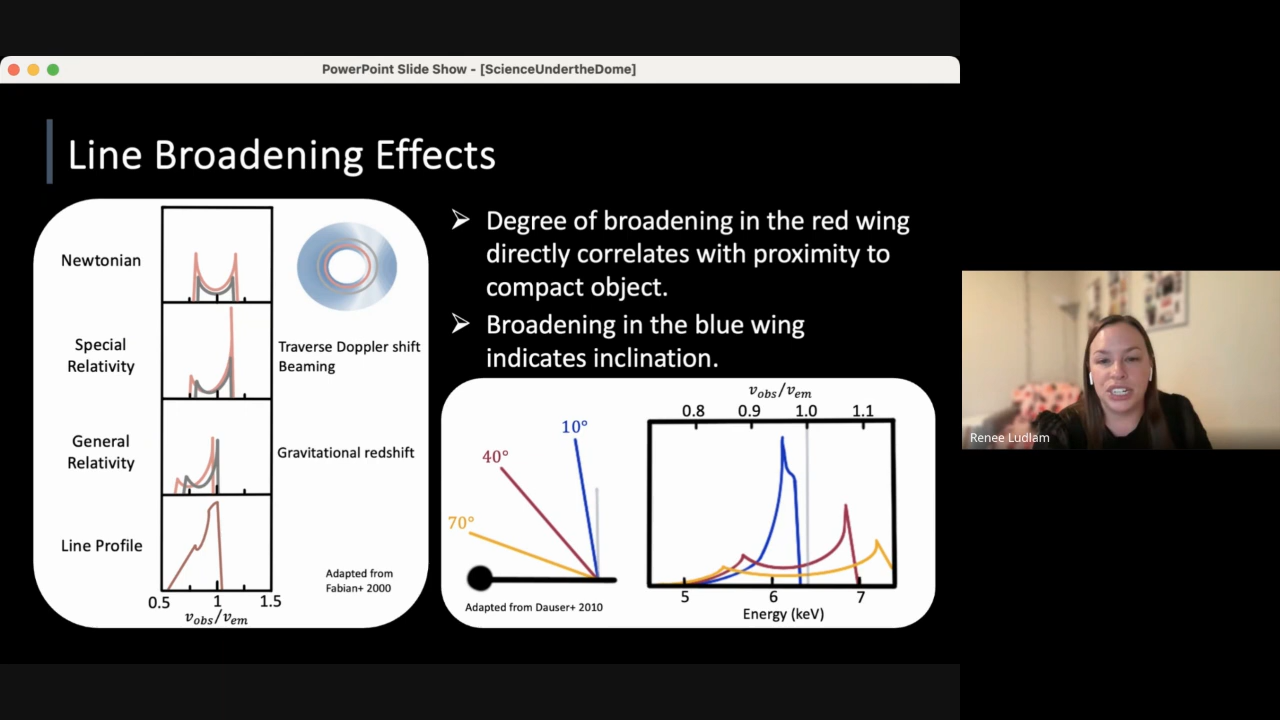 PowerPoint Slide Show - [ScienceUndertheDome]
Line Broadening Effects
Newtonian
Special
Relativity
Traverse Doppler shift
Beaming
General
Relativity
Gravitational redshift
Line Profile
Adapted from
Fabian+ 2000
0.5 1 1.5
v_obs/v_em
➢ Degree of broadening in the red wing
directly correlates with proximity to
compact object.
➢ Broadening in the blue wing
indicates inclination.
10°
40°
70°
Adapted from Dauser+ 2010
v_obs/v_em
0.8 0.9 1.0 1.1
5 6 7
Energy (keV)
Renee Ludlam